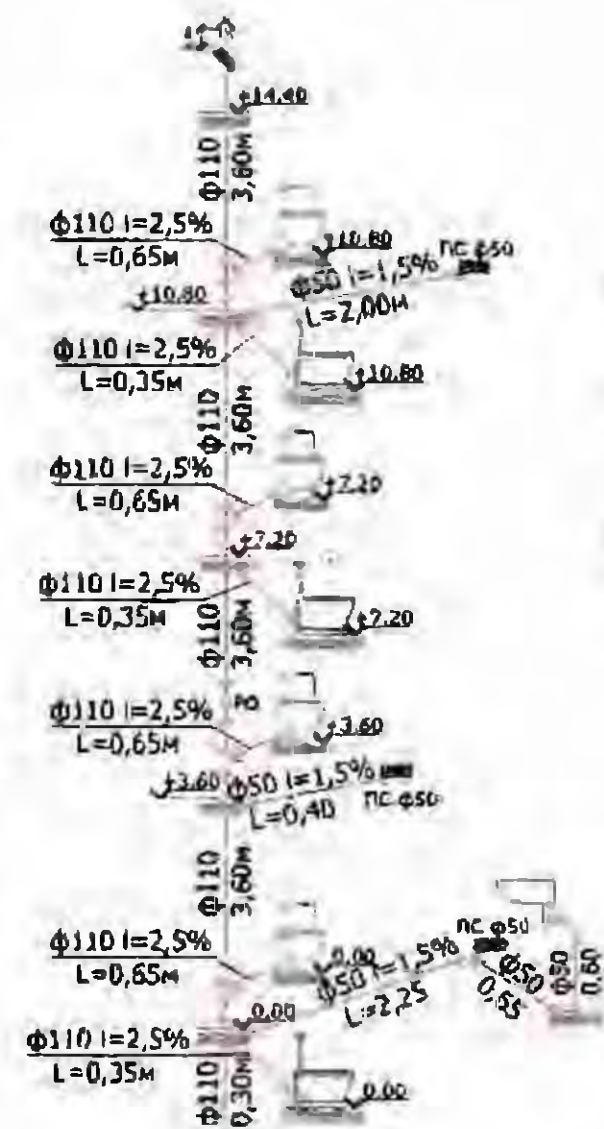 +14.40
ф110
3,60м
ф110 i=2,5%
L=0,65м
+10.80
ПС ф50
ф50 i=1,5%
L=2,00м
+10.80
ф110 i=2,5%
L=0,35м
+10.80
ф110
3,60м
ф110 i=2,5%
L=0,65м
+7.20
+7.20
ф110 i=2,5%
L=0,35м
+7.20
ф110
3,60м
РО
ф110 i=2,5%
L=0,65м
+3.60
+3.60
ф50 i=1,5%
L=0,40
ПС ф50
ф110
3,60м
ф110 i=2,5%
L=0,65м
0.00
ф50 i=1,5%
L=2,25
ПС ф50
ф50
0,65
ф50
0,60
0.00
ф110 i=2,5%
L=0,35м
ф110
0,30м
0.00